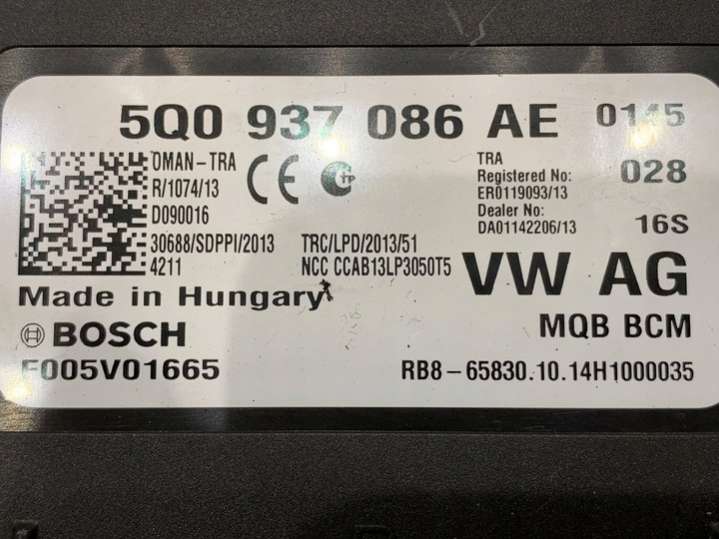 5Q0 937 086 AE 0145
OMAN-TRA
R/1074/13
D090016
30688/SDPPI/2013
4211
CE
TRC/LPD/2013/51
NCC CCAB13LP3050T5
TRA
Registered No:
ER0119093/13
Dealer No:
DA01142206/13
028
16S
VW AG
Made in Hungary
BOSCH
MQB BCM
F005V01665
RB8-65830.10.14H1000035